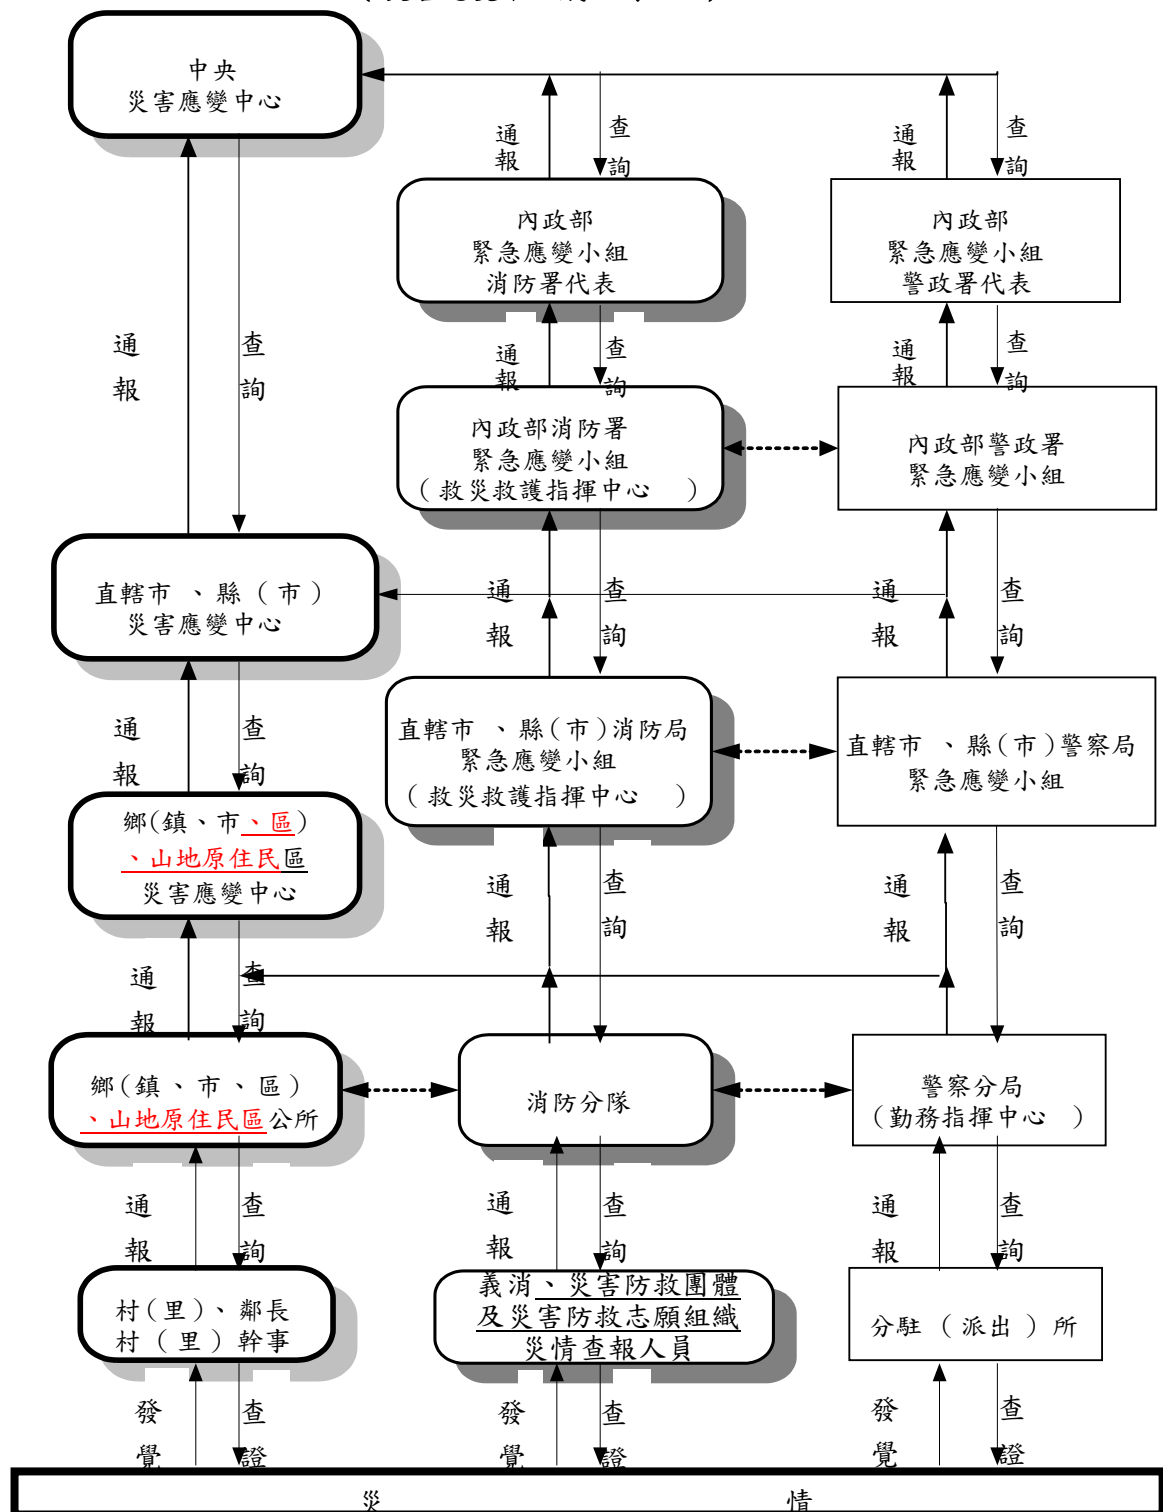 中央
災害應變中心
通報
查詢
通報
查詢
通報
查詢
內政部
緊急應變小組
消防署代表
內政部
緊急應變小組
警政署代表
通報
查詢
通報
查詢
內政部消防署
緊急應變小組
(救災救護指揮中心 )
內政部警政署
緊急應變小組
直轄市 、縣（市）
災害應變中心
通報
查詢
通報
查詢
通報
查詢
直轄市 、縣(市)消防局
緊急應變小組
(救災救護指揮中心 )
直轄市 、縣(市)警察局
緊急應變小組
鄉(鎮、市、區)
、山地原住民區
災害應變中心
通報
查詢
通報
查詢
通報
查詢
鄉(鎮、市、區)
、山地原住民區公所
消防分隊
警察分局
(勤務指揮中心 )
通報
查詢
通報
查詢
通報
查詢
村(里)、鄰長
村（里）幹事
義消、災害防救團體
及災害防救志願組織
災情查報人員
分駐（派出）所
發覺
查證
發覺
查證
發覺
查證
災 情